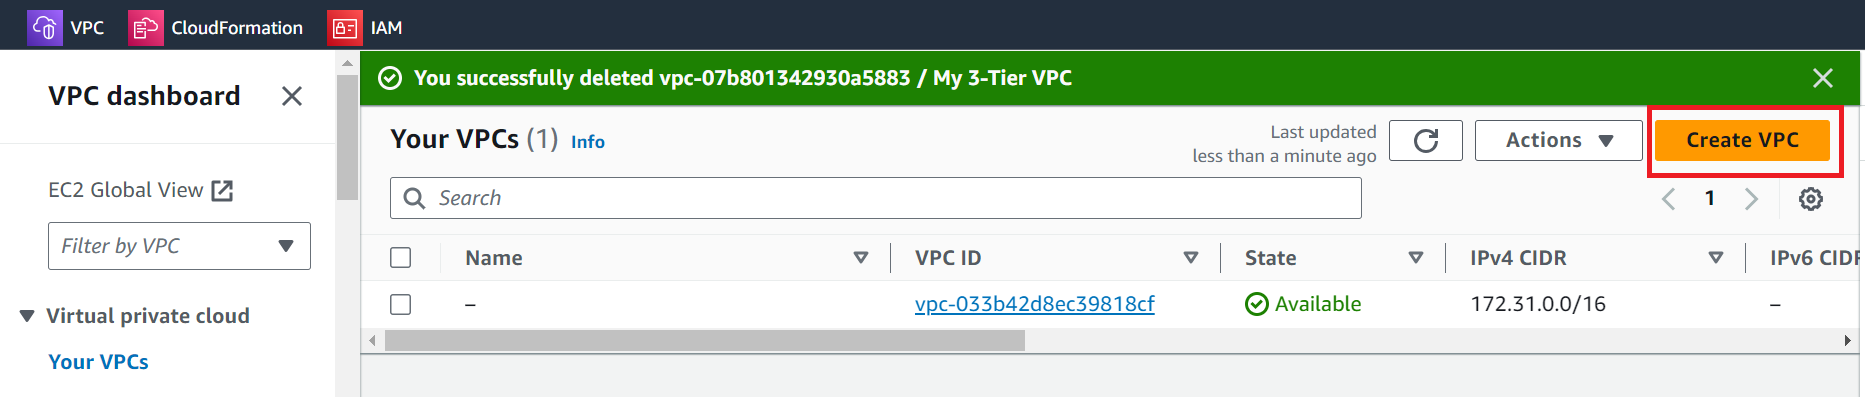 VPC CloudFormation IAM
VPC dashboard
EC2 Global View
Filter by VPC
Virtual private cloud
Your VPCs
You successfully deleted vpc-07b801342930a5883 / My 3-Tier VPC
Your VPCs (1) Info
Last updated
less than a minute ago
Actions
Create VPC
Search
1
Name VPC ID State IPv4 CIDR IPv6 CIDR
– vpc-033b42d8ec39818cf Available 172.31.0.0/16 –